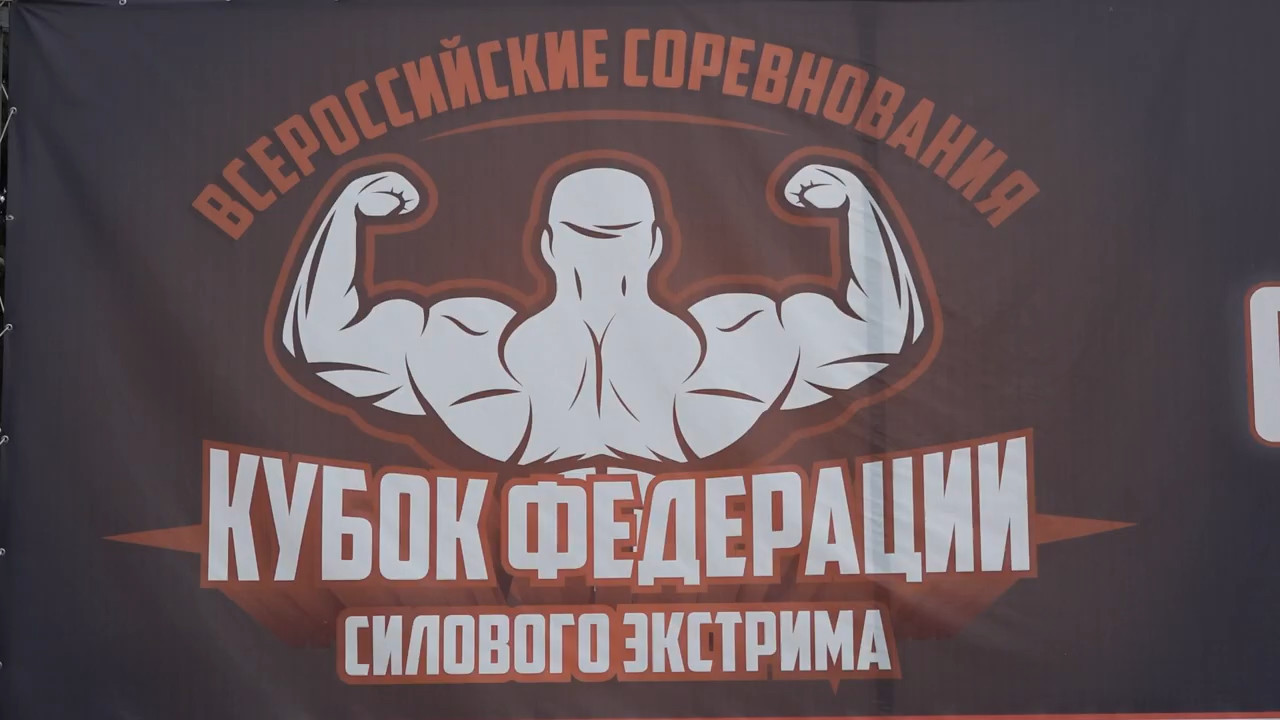 ВСЕРОССИЙСКИЕ СОРЕВНОВАНИЯ
КУБОК ФЕДЕРАЦИИ
СИЛОВОГО ЭКСТРИМА